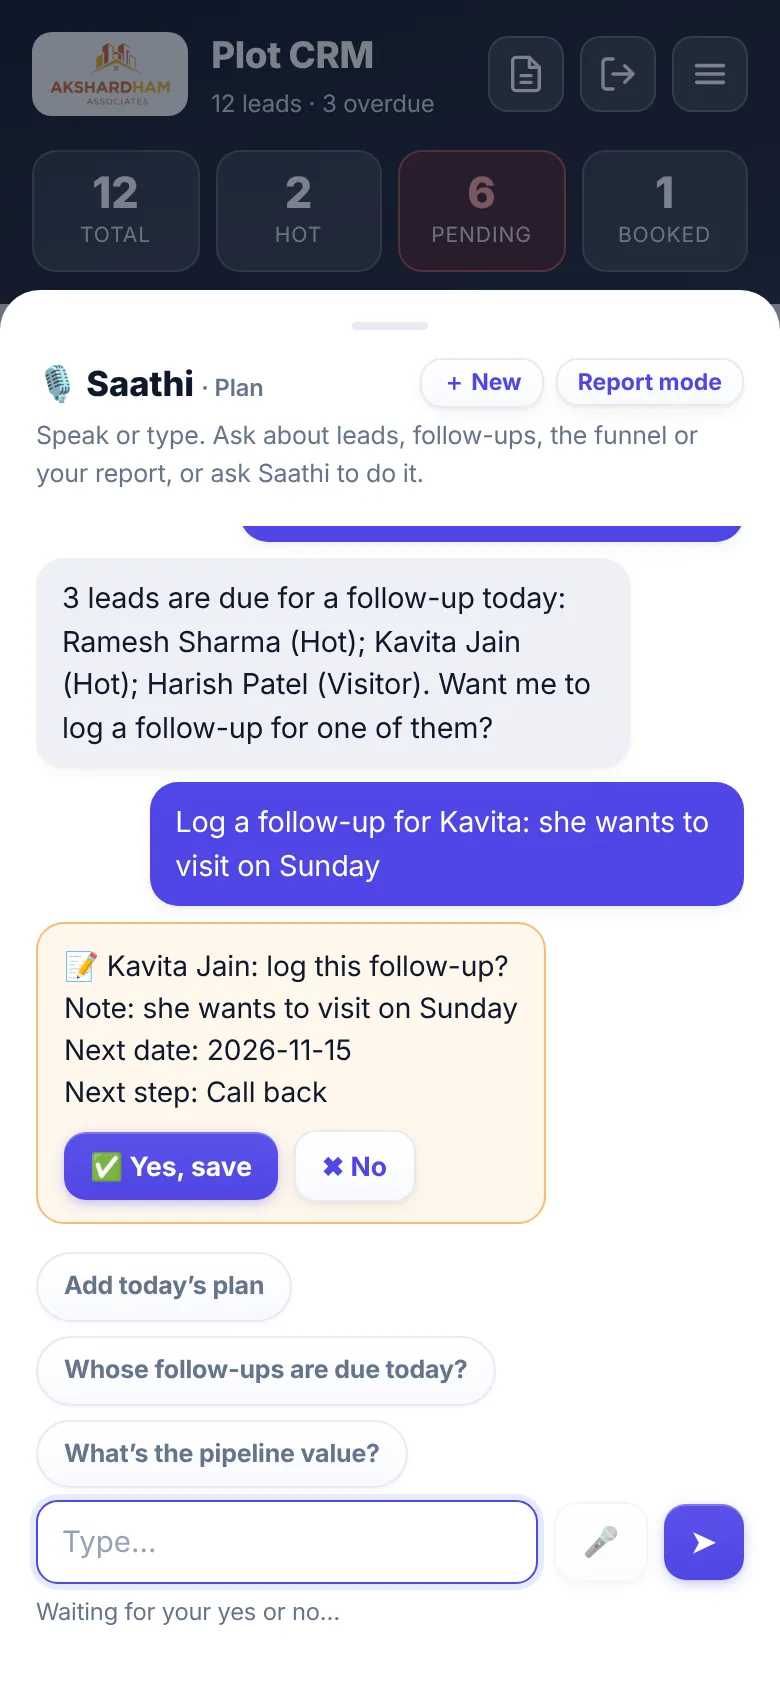 AKSHARDHAM
ASSOCIATES
Plot CRM
12 leads · 3 overdue
12
TOTAL
2
HOT
6
PENDING
1
BOOKED
Saathi · Plan
+ New
Report mode
Speak or type. Ask about leads, follow-ups, the funnel or
your report, or ask Saathi to do it.
3 leads are due for a follow-up today:
Ramesh Sharma (Hot); Kavita Jain
(Hot); Harish Patel (Visitor). Want me to
log a follow-up for one of them?
Log a follow-up for Kavita: she wants to
visit on Sunday
📝 Kavita Jain: log this follow-up?
Note: she wants to visit on Sunday
Next date: 2026-11-15
Next step: Call back
✅ Yes, save
✖ No
Add today’s plan
Whose follow-ups are due today?
What’s the pipeline value?
Type...
Waiting for your yes or no...